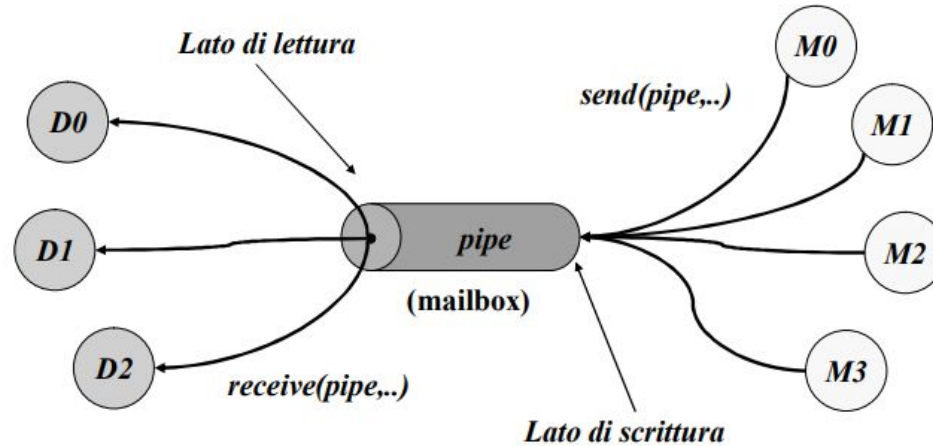 Lato di lettura
M0
send(pipe,..)
D0
M1
D1
pipe
M2
(mailbox)
D2
receive(pipe,..)
M3
Lato di scrittura